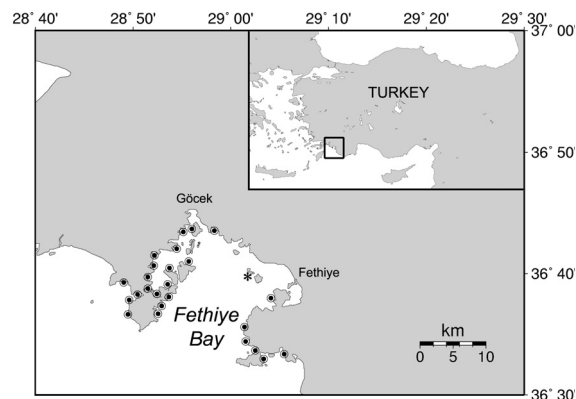 28˚ 40' 28˚ 50' 29˚ 00' 29˚ 10' 29˚ 20' 29˚ 30'
37˚ 00'
TURKEY
36˚ 50'
Göcek
Fethiye
36˚ 40'
*
Fethiye
Bay
km
0 5 10
36˚ 30'